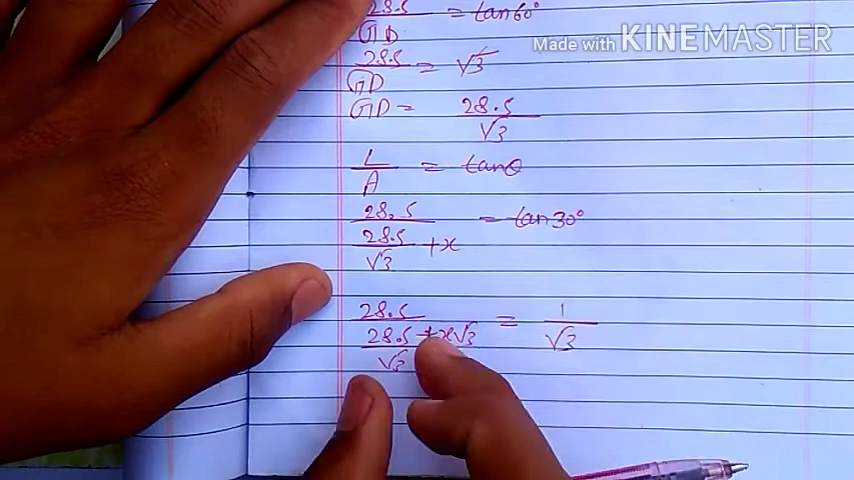 28.5 = tan60°
GD
28.5 = √3
GD
GD = 28.5
√3
L = tanθ
A
28.5 = tan30°
28.5 + x
√3
28.5 = 1
28.5 + x√3 √3
√3
Made with KINEMASTER